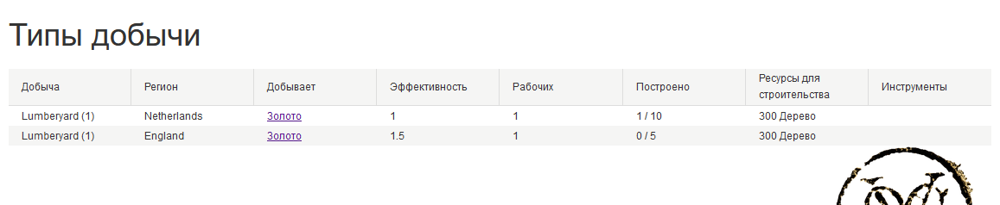 Типы добычи
Добыча Регион Добывает Эффективность Рабочих Построено Ресурсы для строительства Инструменты
Lumberyard (1) Netherlands Золото 1 1 1 / 10 300 Дерево
Lumberyard (1) England Золото 1.5 1 0 / 5 300 Дерево